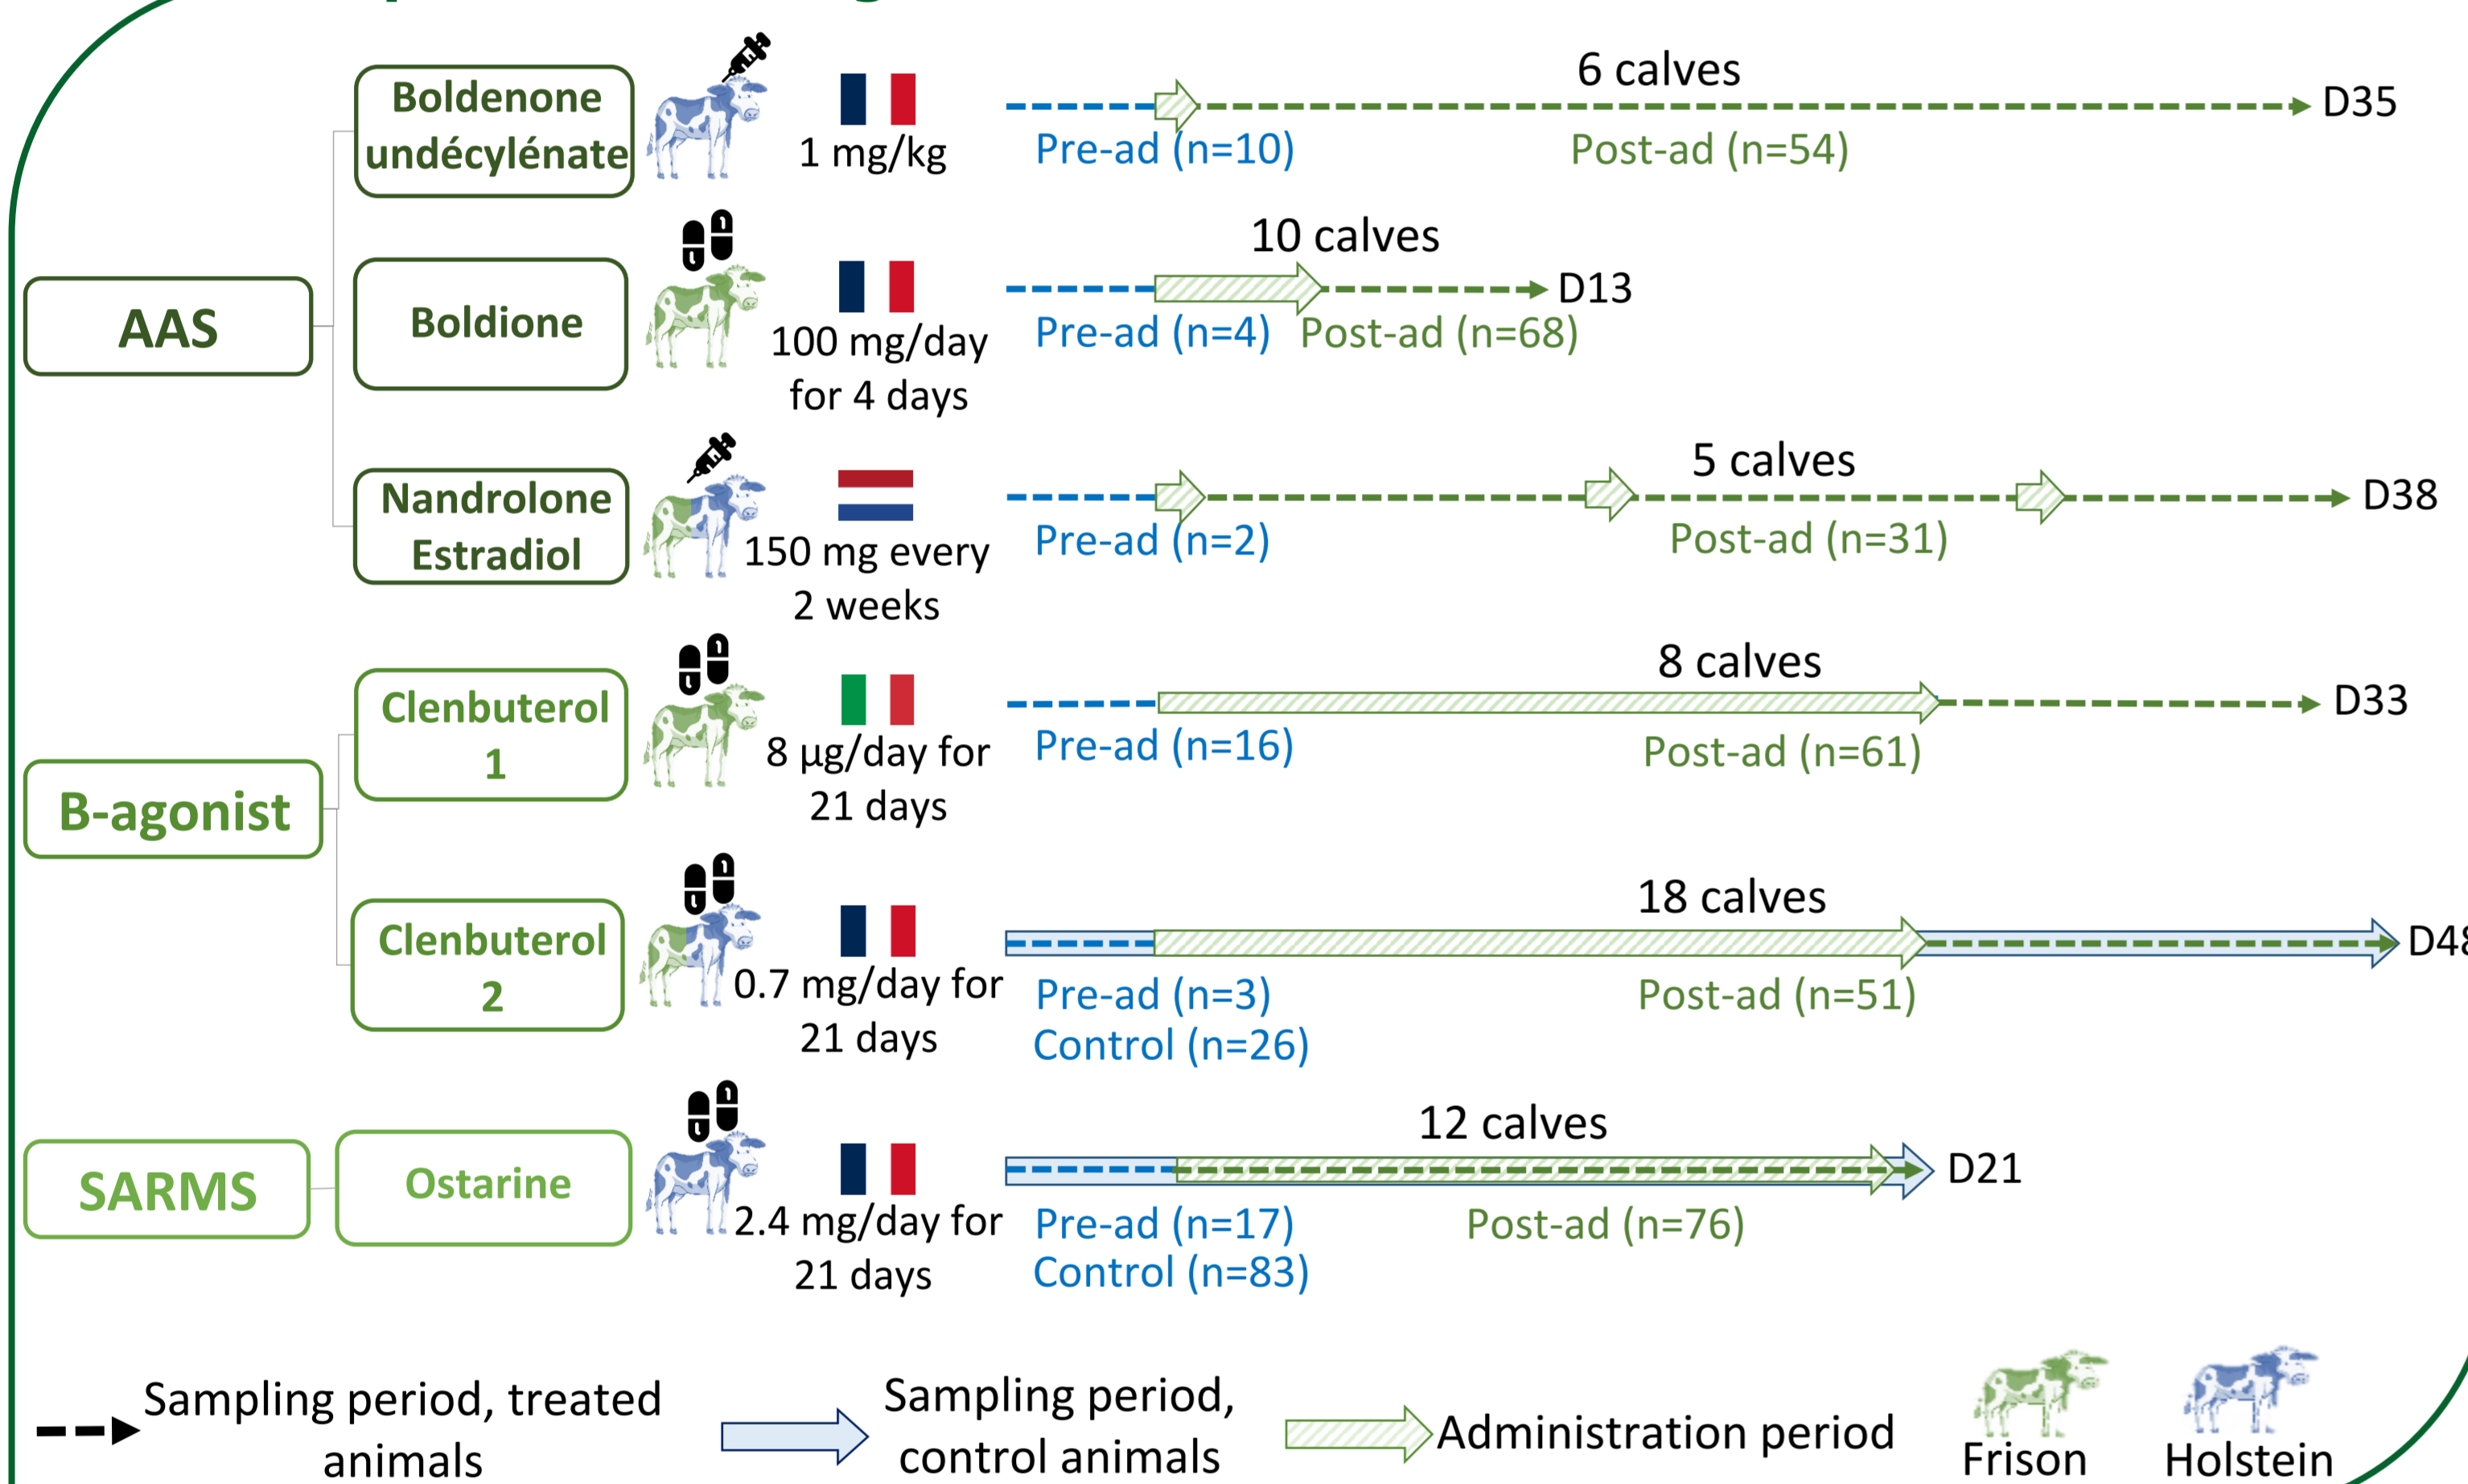 Boldenone
undécylénate
1 mg/kg
6 calves
D35
Pre-ad (n=10)
Post-ad (n=54)
AAS
Boldione
100 mg/day
for 4 days
10 calves
D13
Pre-ad (n=4)
Post-ad (n=68)
Nandrolone
Estradiol
150 mg every
2 weeks
5 calves
D38
Pre-ad (n=2)
Post-ad (n=31)
B-agonist
Clenbuterol
1
8 µg/day for
21 days
8 calves
D33
Pre-ad (n=16)
Post-ad (n=61)
Clenbuterol
2
0.7 mg/day for
21 days
18 calves
D48
Pre-ad (n=3)
Control (n=26)
Post-ad (n=51)
SARMS
Ostarine
2.4 mg/day for
21 days
12 calves
D21
Pre-ad (n=17)
Control (n=83)
Post-ad (n=76)
Sampling period, treated
animals
Sampling period,
control animals
Administration period
Frison
Holstein